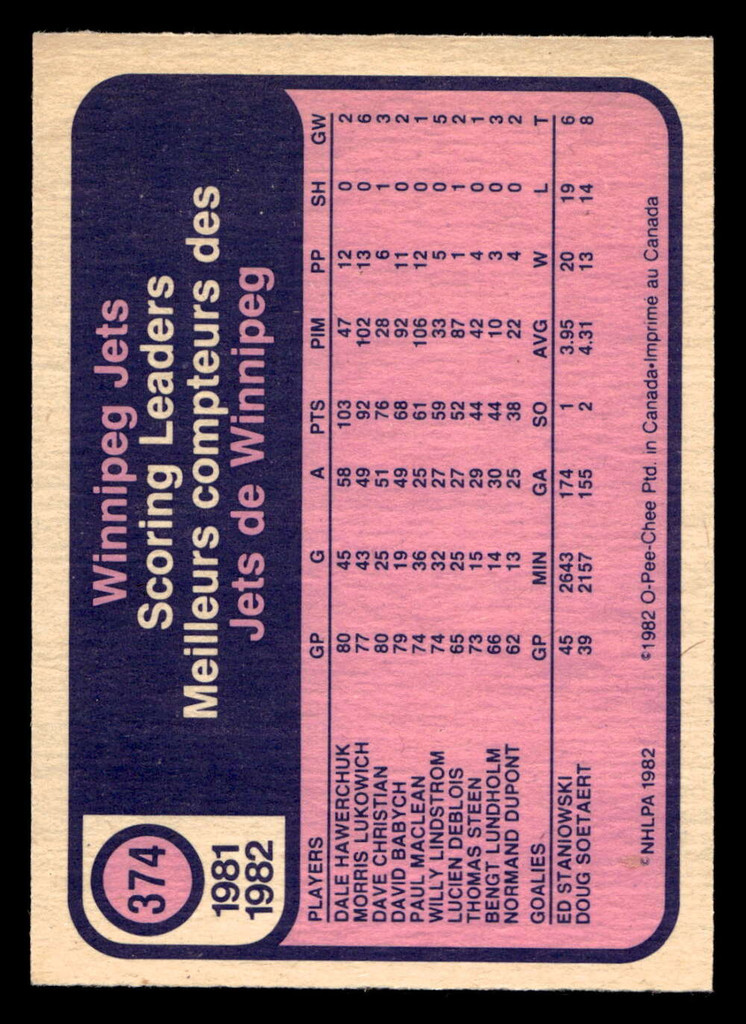 374
1981
1982
Winnipeg Jets
Scoring Leaders
Meilleurs compteurs des
Jets de Winnipeg
PLAYERS GP G A PTS PIM PP SH GW
DALE HAWERCHUK 80 45 58 103 47 12 0 2
MORRIS LUKOWICH 77 43 49 92 102 13 0 6
DAVE CHRISTIAN 80 25 51 76 28 6 1 3
DAVID BABYCH 79 19 49 68 92 11 0 2
PAUL MACLEAN 74 36 25 61 106 12 0 1
WILLY LINDSTROM 74 32 27 59 33 5 0 5
LUCIEN DEBLOIS 65 25 27 52 87 1 1 2
THOMAS STEEN 73 15 29 44 42 4 0 1
BENGT LUNDHOLM 66 14 30 44 10 3 0 3
NORMAND DUPONT 62 13 25 38 22 4 0 2
GOALIES GP MIN GA SO AVG W L T
ED STANIOWSKI 45 2643 174 1 3.95 20 19 6
DOUG SOETAERT 39 2157 155 2 4.31 13 14 8
©NHLPA 1982 ©1982 O-Pee-Chee Ptd. in Canada•Imprimé au Canada